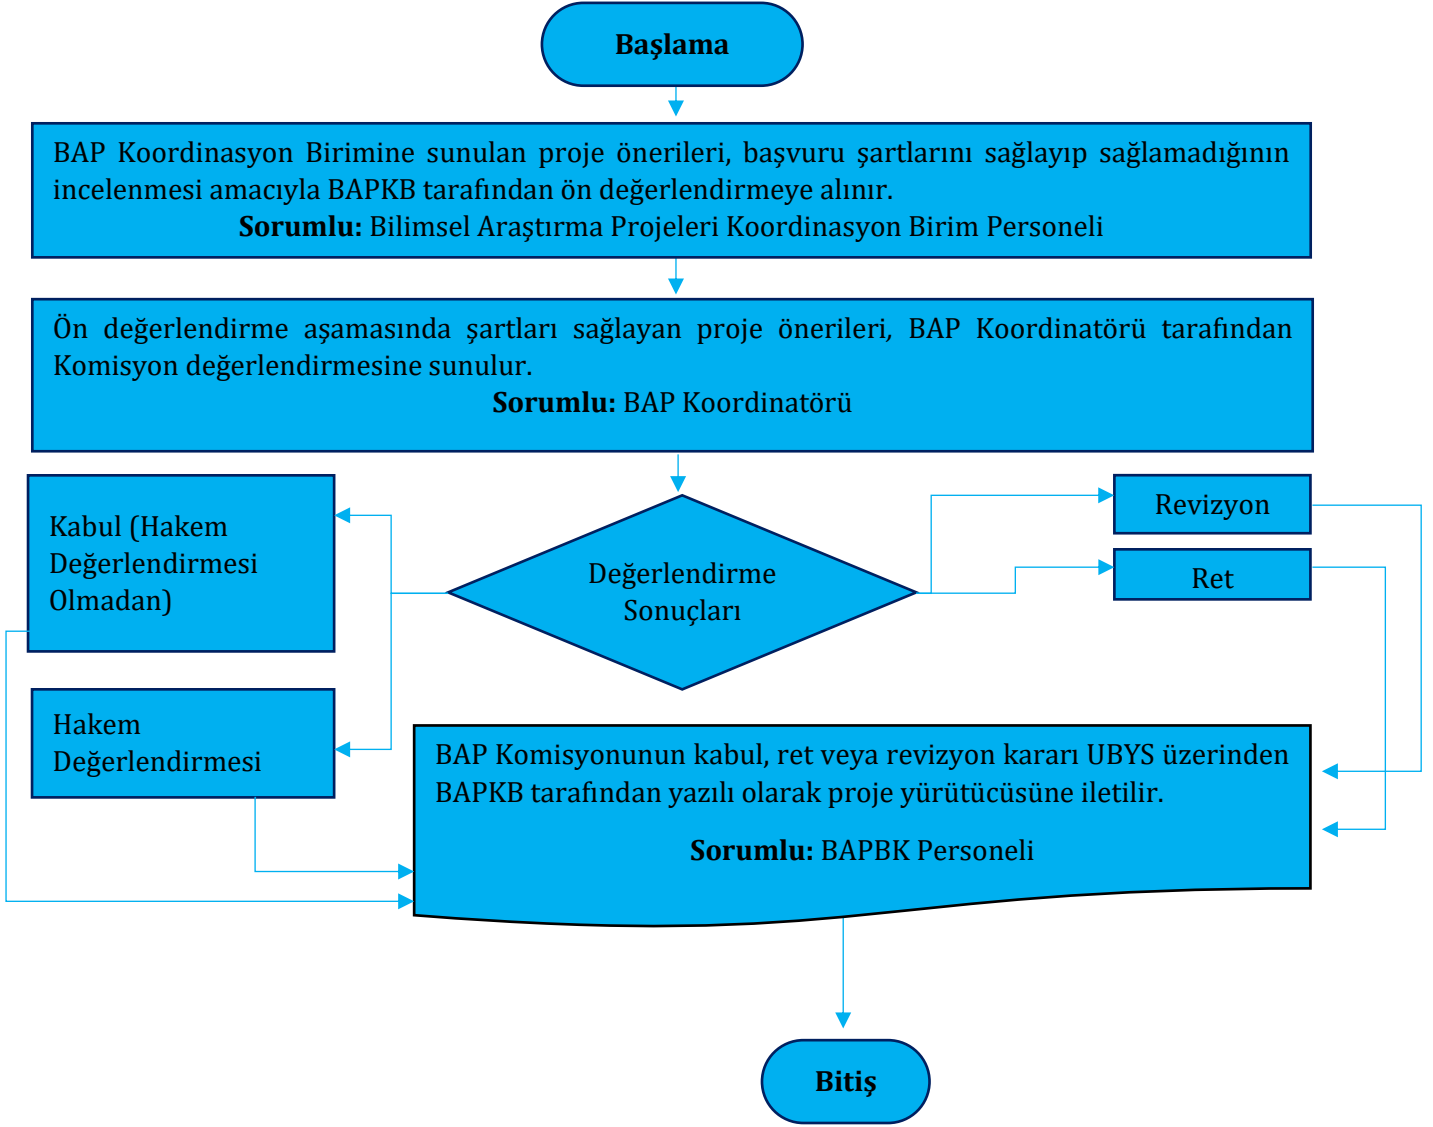 Başlama
BAP Koordinasyon Birimine sunulan proje önerileri, başvuru şartlarını sağlayıp sağlamadığının
incelenmesi amacıyla BAPKB tarafından ön değerlendirmeye alınır.
Sorumlu: Bilimsel Araştırma Projeleri Koordinasyon Birim Personeli
Ön değerlendirme aşamasında şartları sağlayan proje önerileri, BAP Koordinatörü tarafından
Komisyon değerlendirmesine sunulur.
Sorumlu: BAP Koordinatörü
Kabul (Hakem
Değerlendirmesi
Olmadan)
Değerlendirme
Sonuçları
Revizyon
Ret
Hakem
Değerlendirmesi
BAP Komisyonunun kabul, ret veya revizyon kararı UBYS üzerinden
BAPKB tarafından yazılı olarak proje yürütücüsüne iletilir.
Sorumlu: BAPBK Personeli
Bitiş